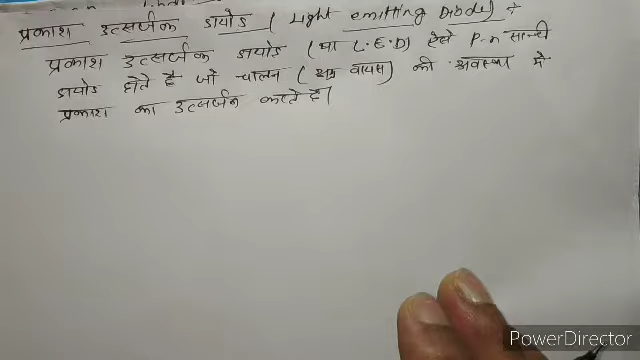 प्रकाश उत्सर्जक डायोड ( Light emitting Diode) ÷
प्रकाश उत्सर्जक डायोड (या L.E.D) ऐसे P-n सन्धी
डायोड होते है जो चालन (अग्र वायस) की अवस्था मे
प्रकाश का उत्सर्जन करते है।
PowerDirector